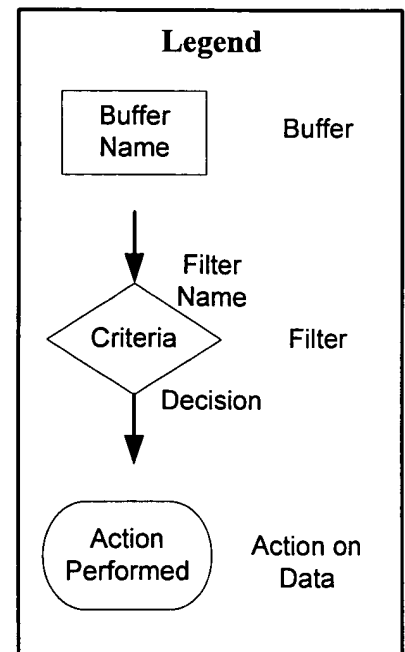 Legend
Buffer
Name
Buffer
Filter
Name
Criteria
Filter
Decision
Action
Performed
Action on
Data